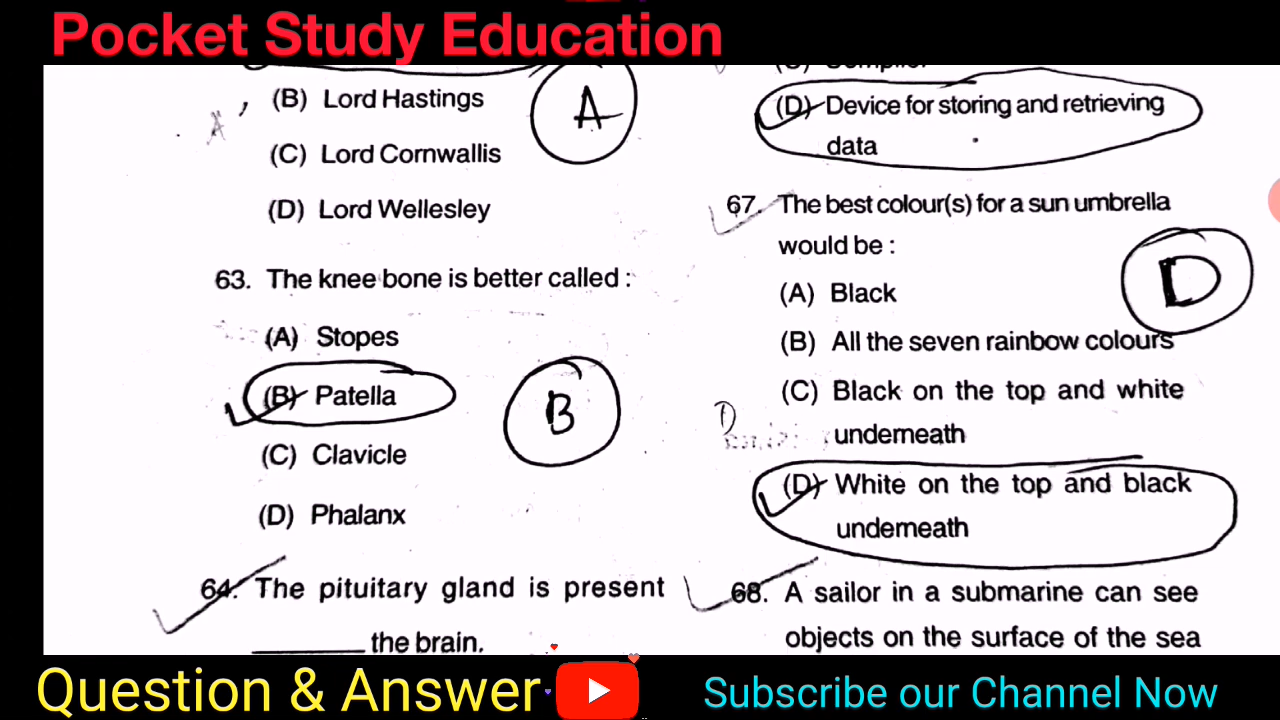 Pocket Study Education
(B) Lord Hastings
A
(C) Lord Cornwallis
(D) Lord Wellesley
63. The knee bone is better called :
(A) Stopes
(B) Patella
B
(C) Clavicle
(D) Phalanx
64. The pituitary gland is present
the brain.
(D) Device for storing and retrieving
data
67. The best colour(s) for a sun umbrella
would be :
D
(A) Black
(B) All the seven rainbow colours
(C) Black on the top and white
underneath
D
(D) White on the top and black
underneath
68. A sailor in a submarine can see
objects on the surface of the sea
Question & Answer
Subscribe our Channel Now